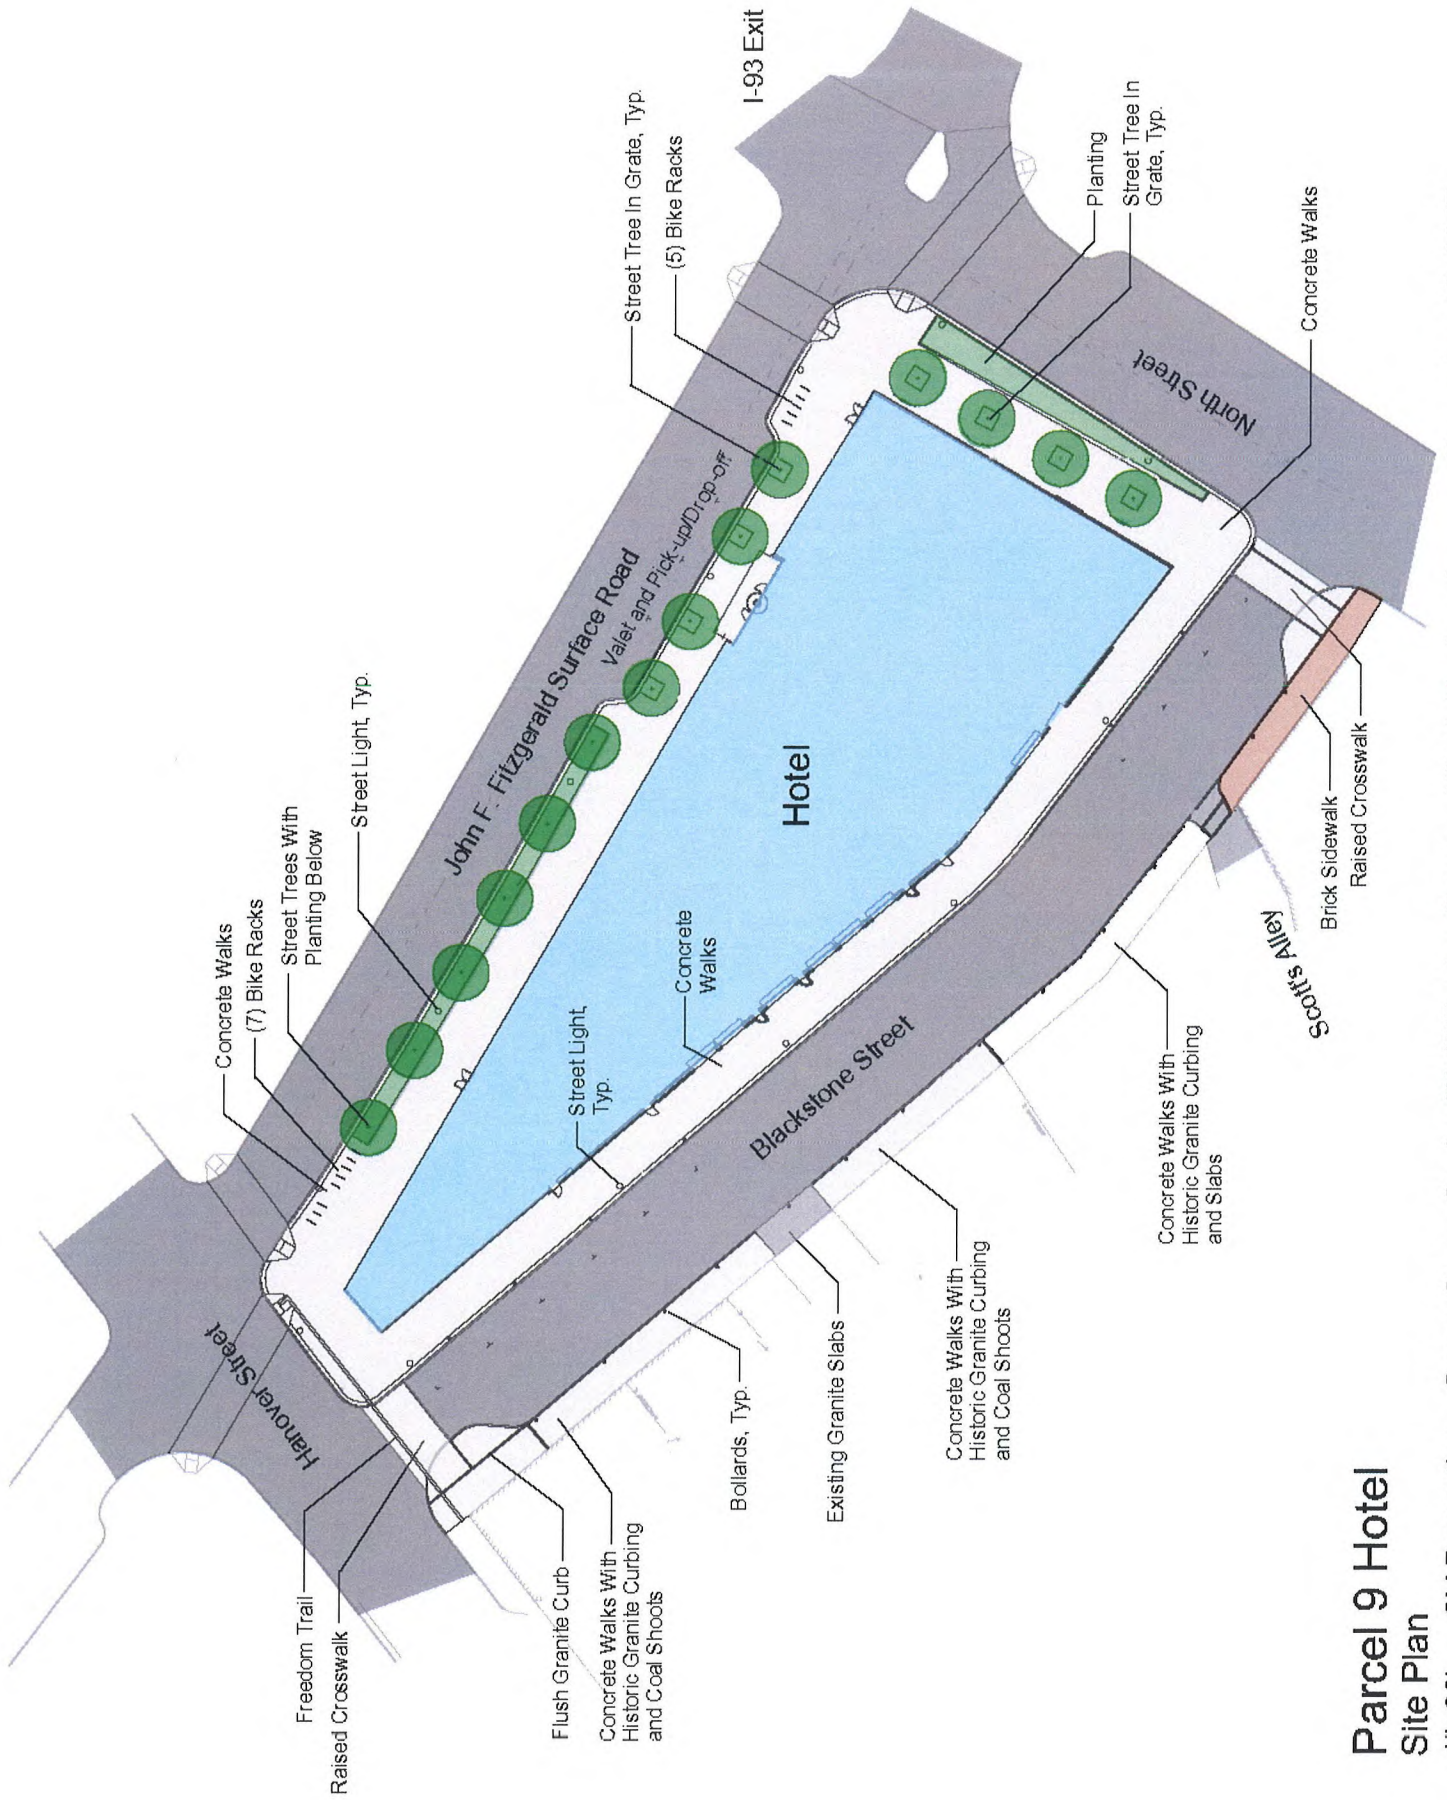 I-93 Exit
Street Tree In Grate, Typ.
(5) Bike Racks
Planting
Street Tree In
Grate, Typ.
Concrete Walks
North Street
Valet and Pick-up/Drop-off
John F. Fitzgerald Surface Road
Street Light, Typ.
Street Trees With
Planting Below
(7) Bike Racks
Concrete Walks
Hotel
Concrete
Walks
Street Light,
Typ.
Blackstone Street
Brick Sidewalk
Raised Crosswalk
Scott's Alley
Concrete Walks With
Historic Granite Curbing
and Slabs
Concrete Walks With
Historic Granite Curbing
and Coal Shoots
Existing Granite Slabs
Bollards, Typ.
Hanover Street
Freedom Trail
Raised Crosswalk
Flush Granite Curb
Concrete Walks With
Historic Granite Curbing
and Coal Shoots
Parcel 9 Hotel
Site Plan